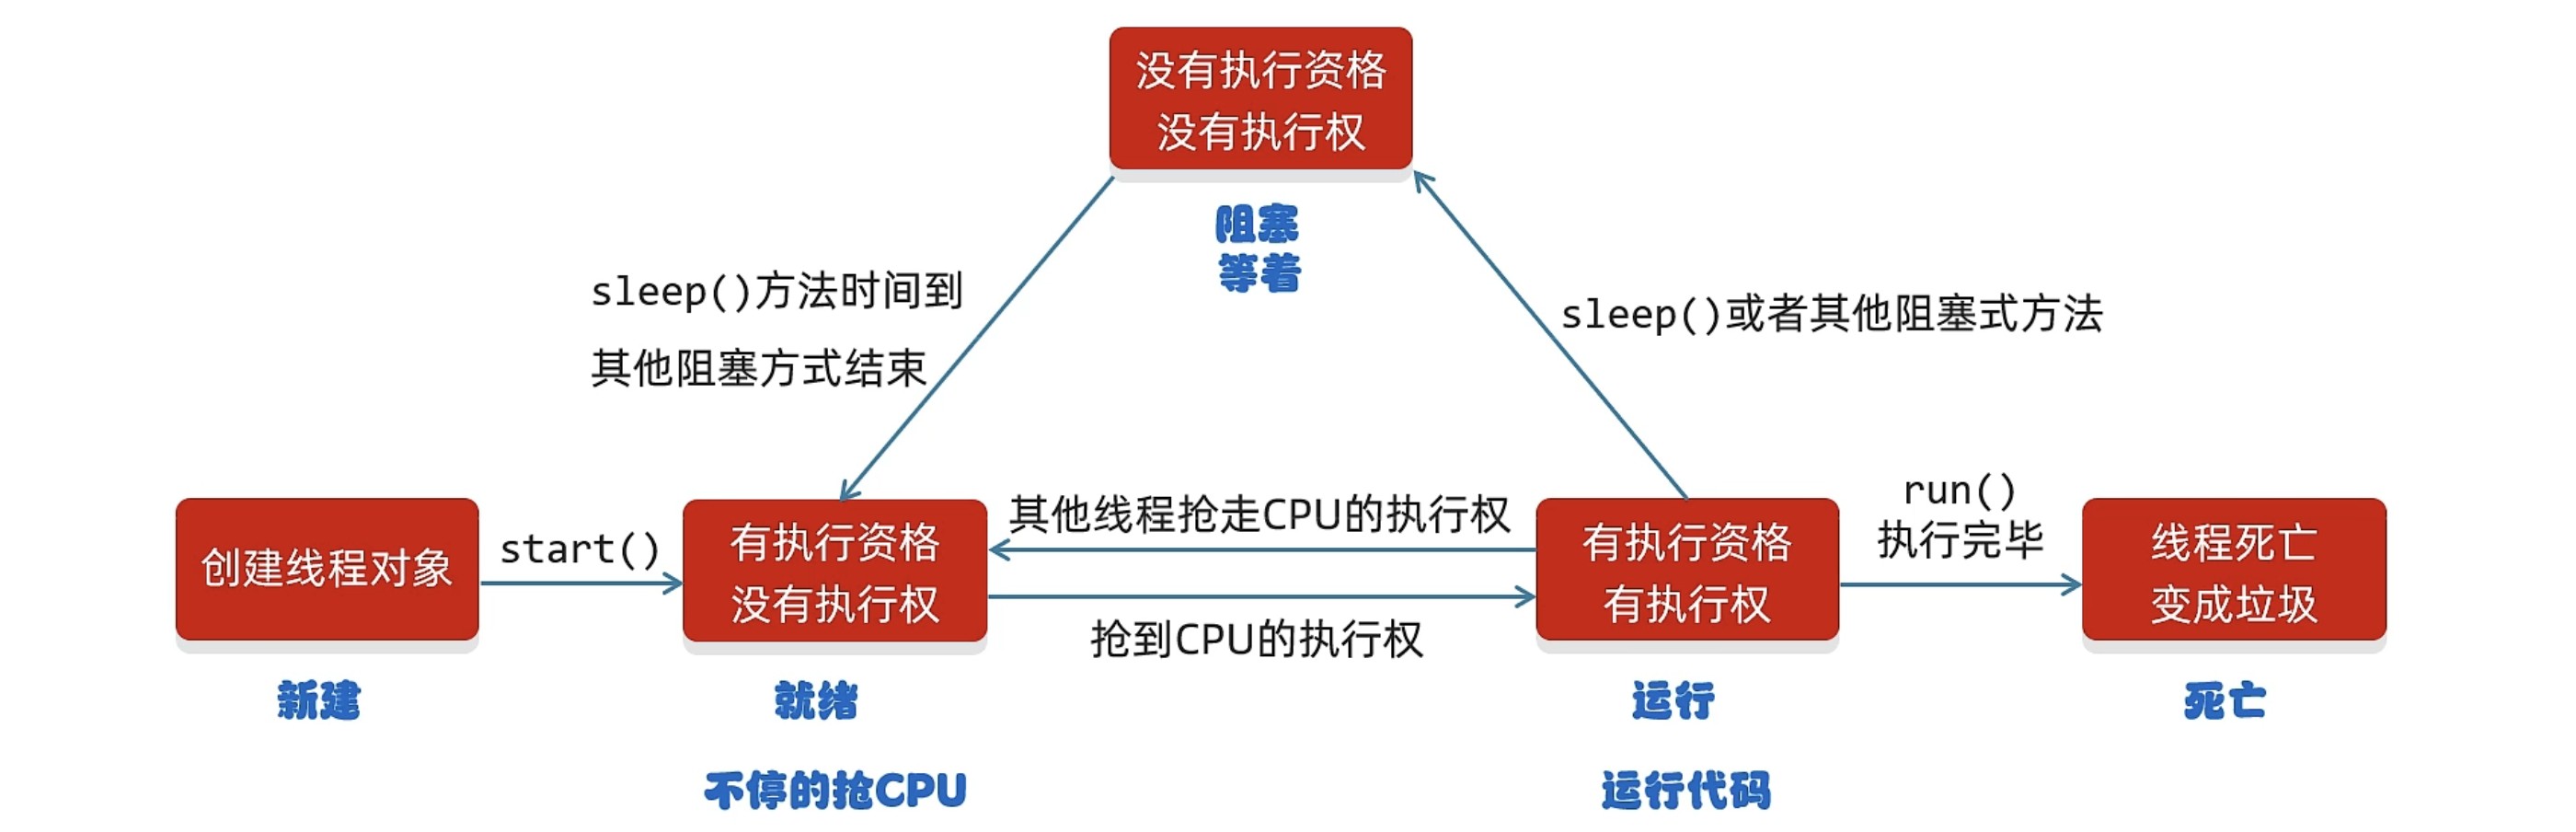 没有执行资格
没有执行权
阻塞
等着
sleep()方法时间到
其他阻塞方式结束
sleep()或者其他阻塞式方法
创建线程对象
新建
start()
有执行资格
没有执行权
就绪
不停的抢CPU
其他线程抢走CPU的执行权
抢到CPU的执行权
有执行资格
有执行权
运行
运行代码
run()
执行完毕
线程死亡
变成垃圾
死亡